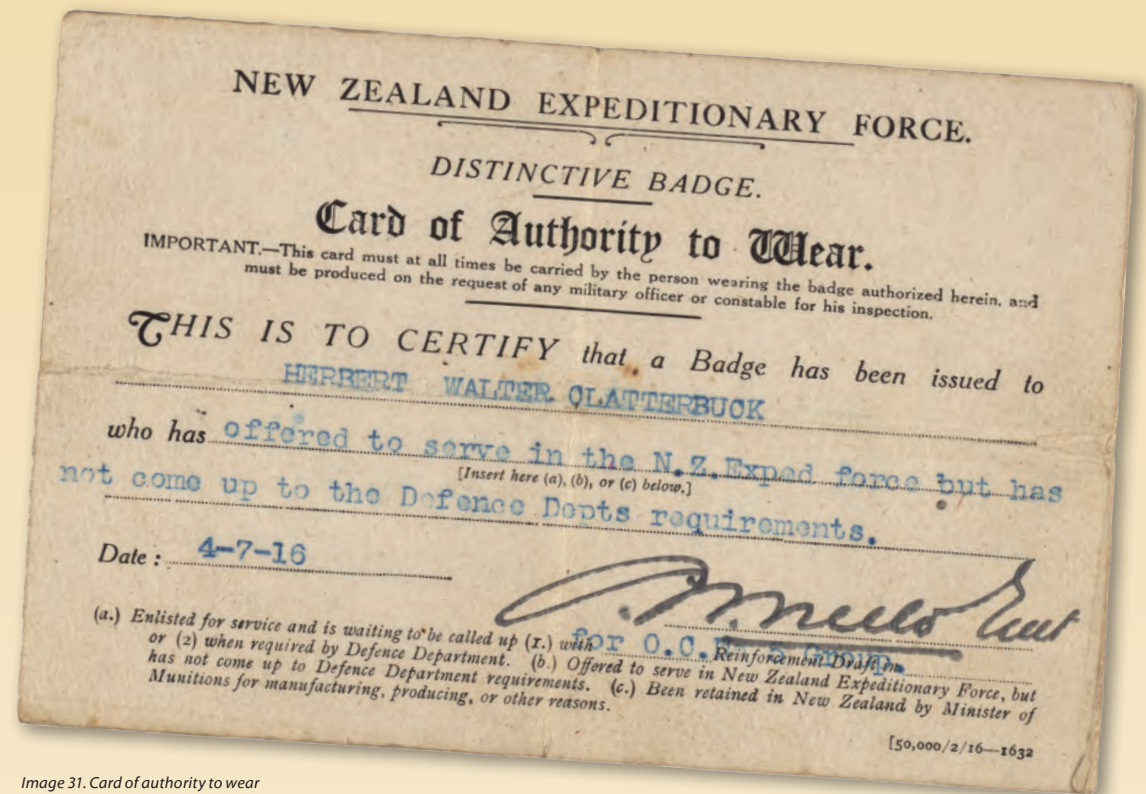 NEW ZEALAND EXPEDITIONARY FORCE.
DISTINCTIVE BADGE.
Card of Authority to Wear.
IMPORTANT.—This card must at all times be carried by the person wearing the badge authorized herein, and
must be produced on the request of any military officer or constable for his inspection.
THIS IS TO CERTIFY that a Badge has been issued to
HERBERT WALTER CLATTERBUCK
who has offered to serve in the N.Z.Exped force but has
[Insert here (a), (b), or (c) below.]
not come up to the Defence Depts requirements.
Date : 4-7-16
for O.C.
(a.) Enlisted for service and is waiting to be called up (1.) with Reinforcement Draft,
or (2) when required by Defence Department. (b.) Offered to serve in New Zealand Expeditionary Force, but
has not come up to Defence Department requirements. (c.) Been retained in New Zealand by Minister of
Munitions for manufacturing, producing, or other reasons.
[50,000/2/16—1632
Image 31. Card of authority to wear